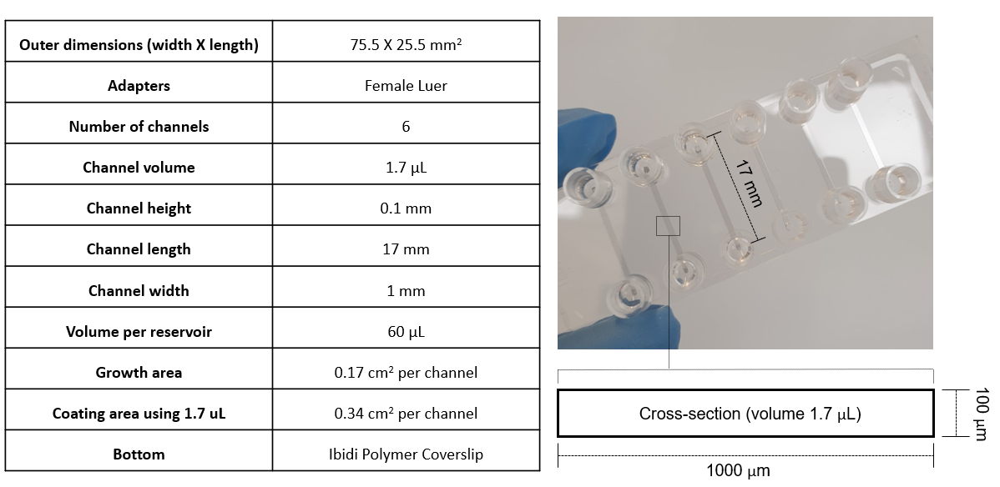 Outer dimensions (width X length) 75.5 X 25.5 mm²
Adapters Female Luer
Number of channels 6
Channel volume 1.7 µL
Channel height 0.1 mm
Channel length 17 mm
Channel width 1 mm
Volume per reservoir 60 µL
Growth area 0.17 cm² per channel
Coating area using 1.7 uL 0.34 cm² per channel
Bottom Ibidi Polymer Coverslip
17 mm
Cross-section (volume 1.7 µL)
100 µm
1000 µm